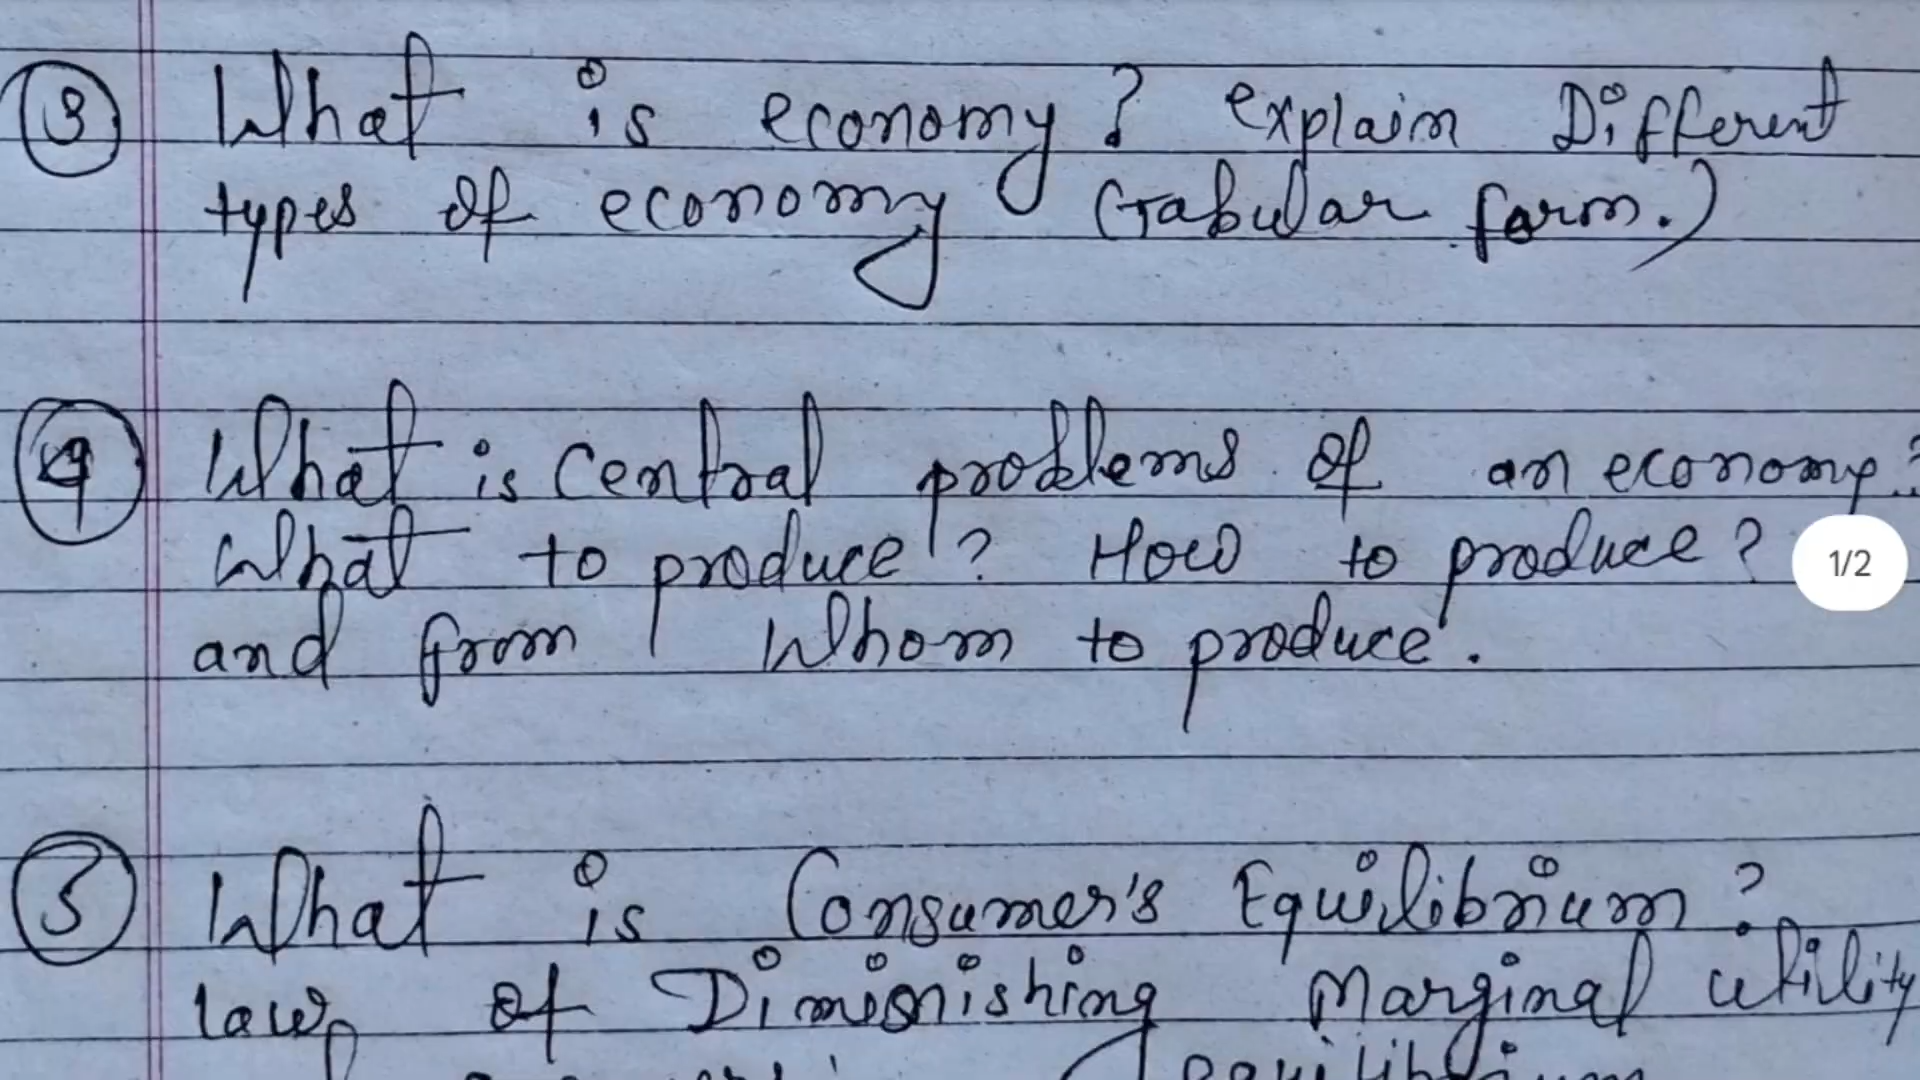 ③ What is economy? explain Different
types of economy (Tabular form.)
④ What is Central problems of an economy?
What to produce? How to produce?
1/2
and from whom to produce.
⑤ What is Consumer's Equilibrium?
law of Diminishing Marginal utility
equilibrium